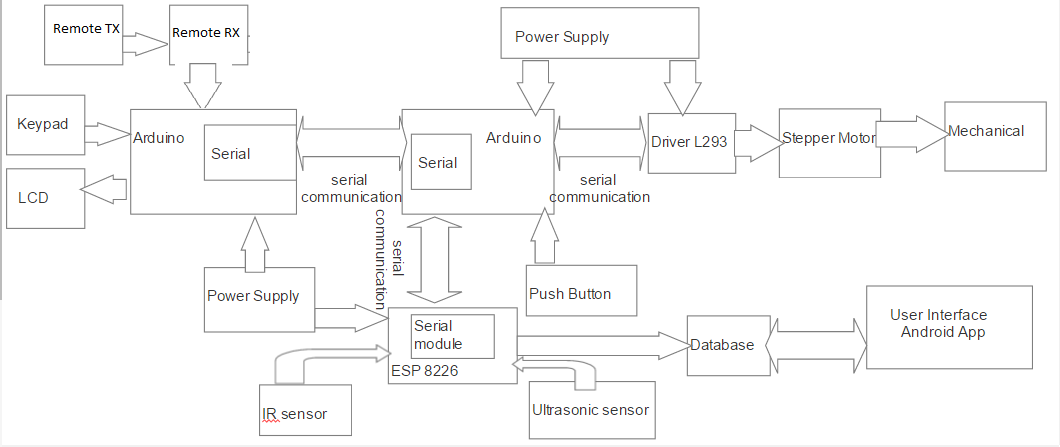 Remote TX
Remote RX
Power Supply
Keypad
Arduino
Serial
Arduino
Serial
Driver L293
Stepper Motor
Mechanical
LCD
serial
communication
serial
communication
serial
communication
Power Supply
Push Button
Serial
module
ESP 8226
Database
User Interface
Android App
IR sensor
Ultrasonic sensor